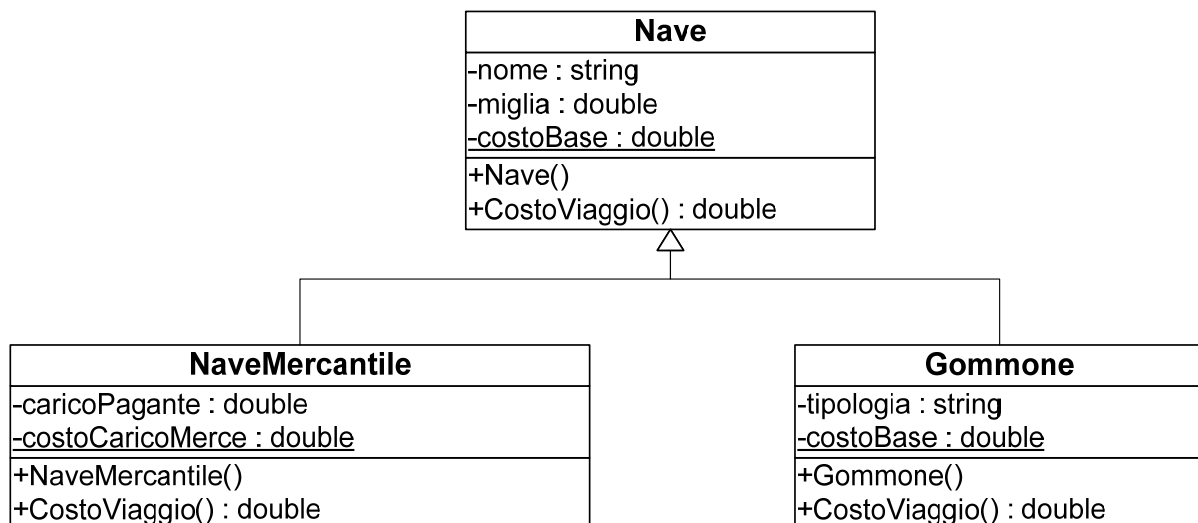 Nave
-nome : string
-miglia : double
-costoBase : double
+Nave()
+CostoViaggio() : double
NaveMercantile
-caricoPagante : double
-costoCaricoMerce : double
+NaveMercantile()
+CostoViaggio() : double
Gommone
-tipologia : string
-costoBase : double
+Gommone()
+CostoViaggio() : double